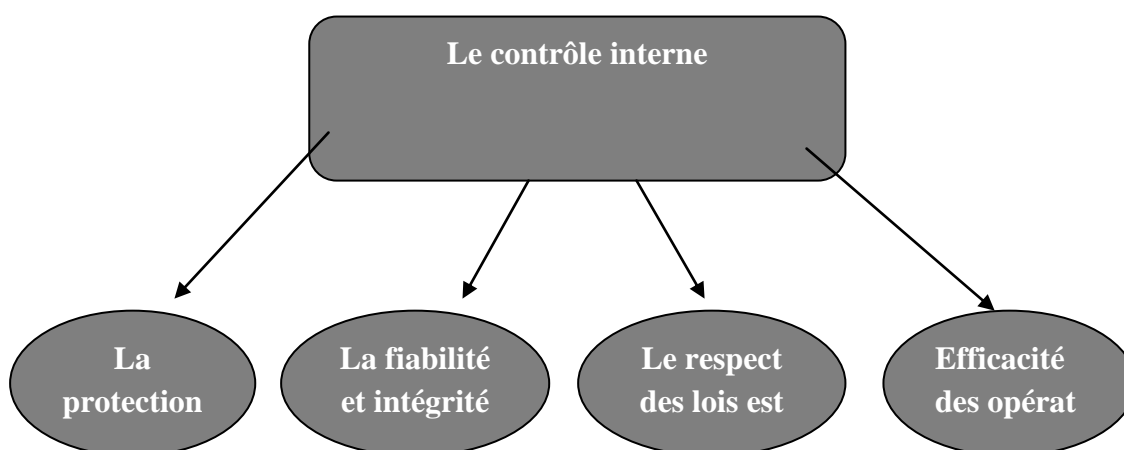 Le contrôle interne
La
protection
La fiabilité
et intégrité
Le respect
des lois est
Efficacité
des opérat